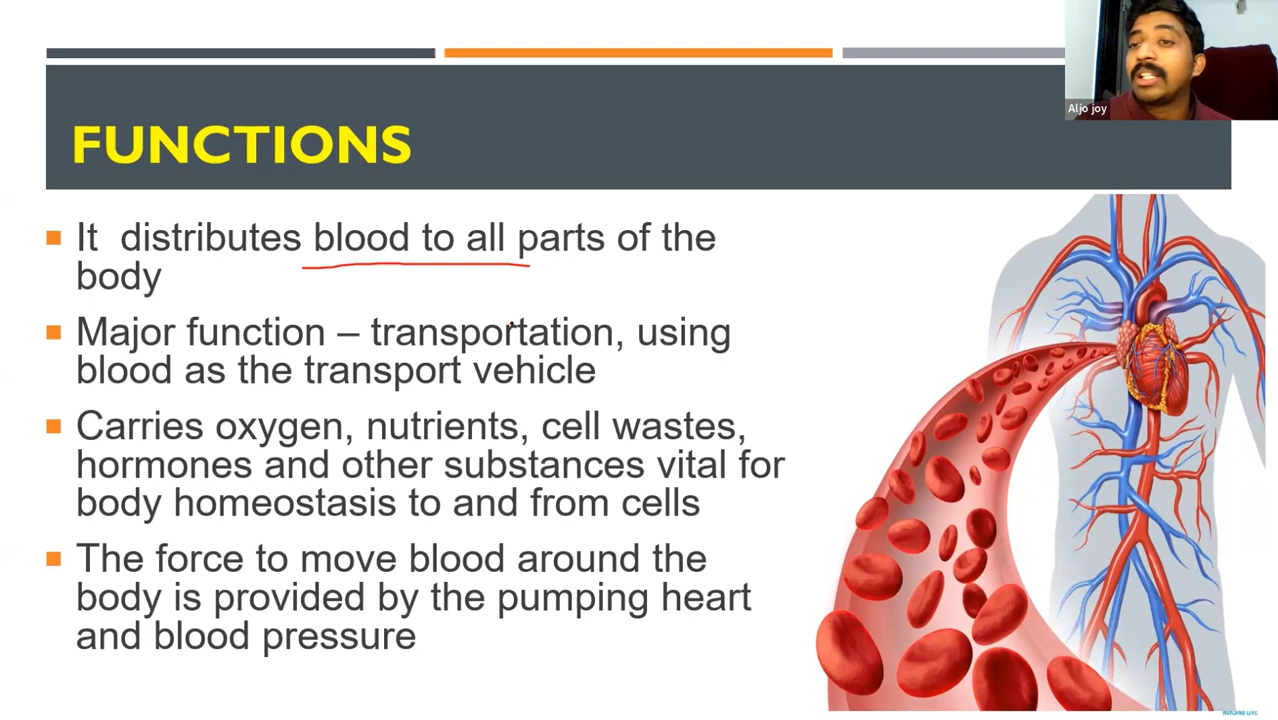 Aljo joy
FUNCTIONS
It distributes blood to all parts of the
body
Major function – transportation, using
blood as the transport vehicle
Carries oxygen, nutrients, cell wastes,
hormones and other substances vital for
body homeostasis to and from cells
The force to move blood around the
body is provided by the pumping heart
and blood pressure